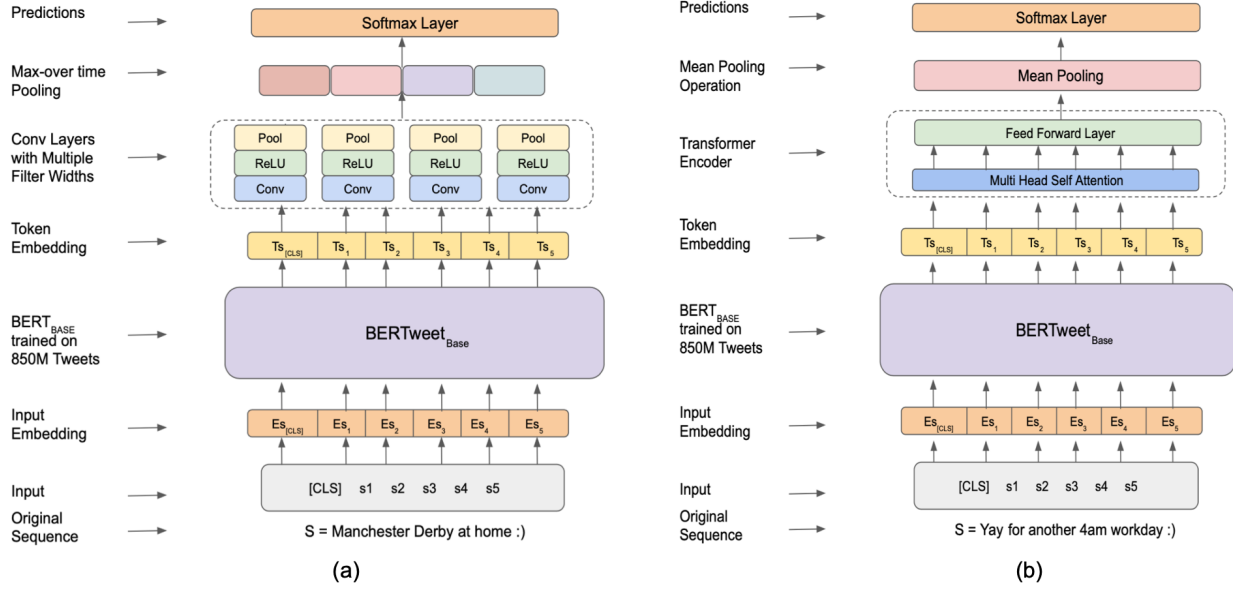 Predictions
Softmax Layer
Max-over time
Pooling
Conv Layers
with Multiple
Filter Widths
Pool Pool Pool Pool
ReLU ReLU ReLU ReLU
Conv Conv Conv Conv
Token
Embedding
Ts[CLS] Ts1 Ts2 Ts3 Ts4 Ts5
BERTBASE
trained on
850M Tweets
BERTweetBase
Input
Embedding
Es[CLS] Es1 Es2 Es3 Es4 Es5
Input
[CLS] s1 s2 s3 s4 s5
Original
Sequence
S = Manchester Derby at home :)
(a)
Predictions
Softmax Layer
Mean Pooling
Operation
Mean Pooling
Transformer
Encoder
Feed Forward Layer
Multi Head Self Attention
Token
Embedding
Ts[CLS] Ts1 Ts2 Ts3 Ts4 Ts5
BERTBASE
trained on
850M Tweets
BERTweetBase
Input
Embedding
Es[CLS] Es1 Es2 Es3 Es4 Es5
Input
[CLS] s1 s2 s3 s4 s5
Original
Sequence
S = Yay for another 4am workday :)
(b)